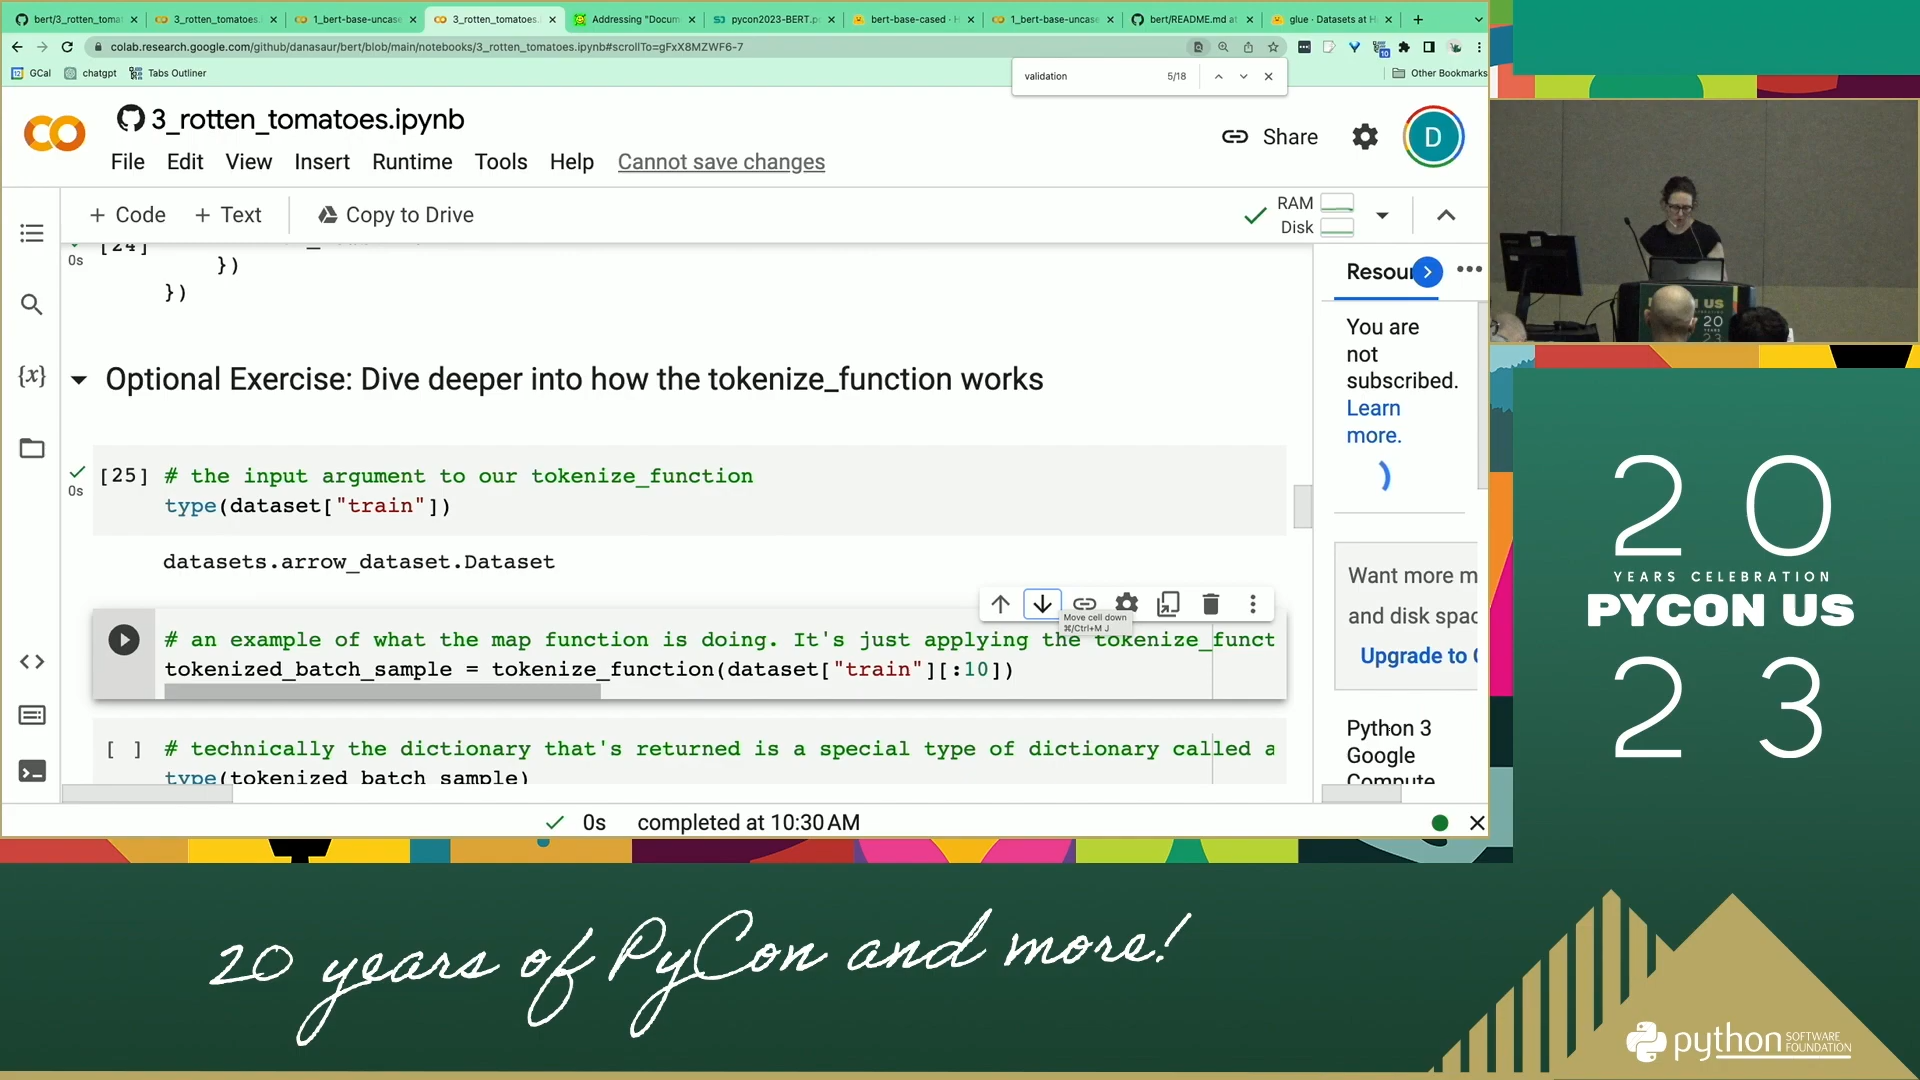 bert/3_rotten_tomat
3_rotten_tomatoes.
1_bert-base-uncase
3_rotten_tomatoes.
Addressing "Docum
pycon2023-BERT.p
bert-base-cased · H
1_bert-base-uncase
bert/README.md at
glue · Datasets at H
colab.research.google.com/github/danasaur/bert/blob/main/notebooks/3_rotten_tomatoes.ipynb#scrollTo=gFxX8MZWF6-7
GCal
chatgpt
Tabs Outliner
Other Bookmarks
validation
5/18
3_rotten_tomatoes.ipynb
File Edit View Insert Runtime Tools Help Cannot save changes
Share
D
+ Code + Text Copy to Drive
RAM
Disk
[24]
0s
})
})
Optional Exercise: Dive deeper into how the tokenize_function works
[25] # the input argument to our tokenize_function
0s
type(dataset["train"])
datasets.arrow_dataset.Dataset
Move cell down
⌘/Ctrl+M J
# an example of what the map function is doing. It's just applying the tokenize_funct
tokenized_batch_sample = tokenize_function(dataset["train"][:10])
[ ] # technically the dictionary that's returned is a special type of dictionary called a
type(tokenized_batch_sample)
Resour
You are
not
subscribed.
Learn
more.
Want more m
and disk spac
Upgrade to C
Python 3
Google
Compute
0s completed at 10:30 AM
20
YEARS CELEBRATION
PYCON US
23
20 years of PyCon and more!
python
SOFTWARE
FOUNDATION